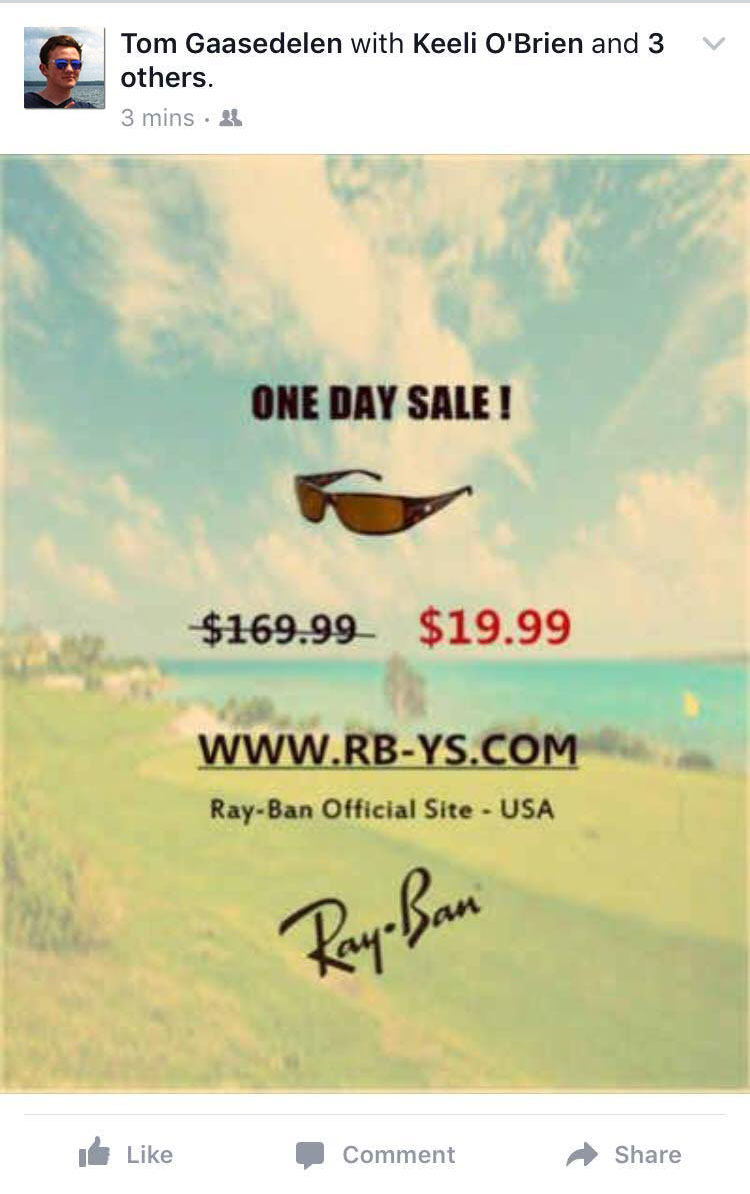 Tom Gaasedelen with Keeli O'Brien and 3
others.
3 mins ·
ONE DAY SALE !
$169.99 $19.99
WWW.RB-YS.COM
Ray-Ban Official Site - USA
Ray-Ban
Like Comment Share